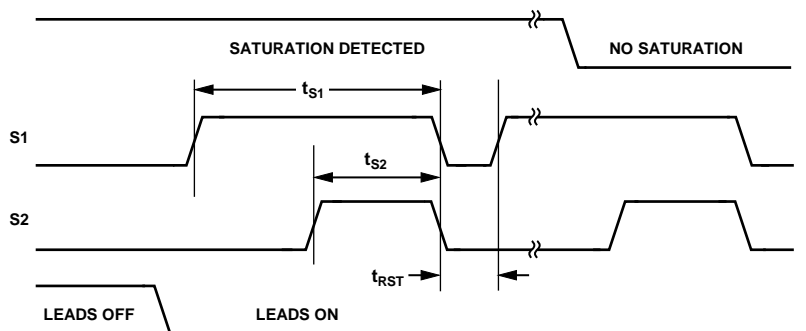 SATURATION DETECTED
NO SATURATION
tS1
S1
tS2
S2
tRST
LEADS OFF
LEADS ON